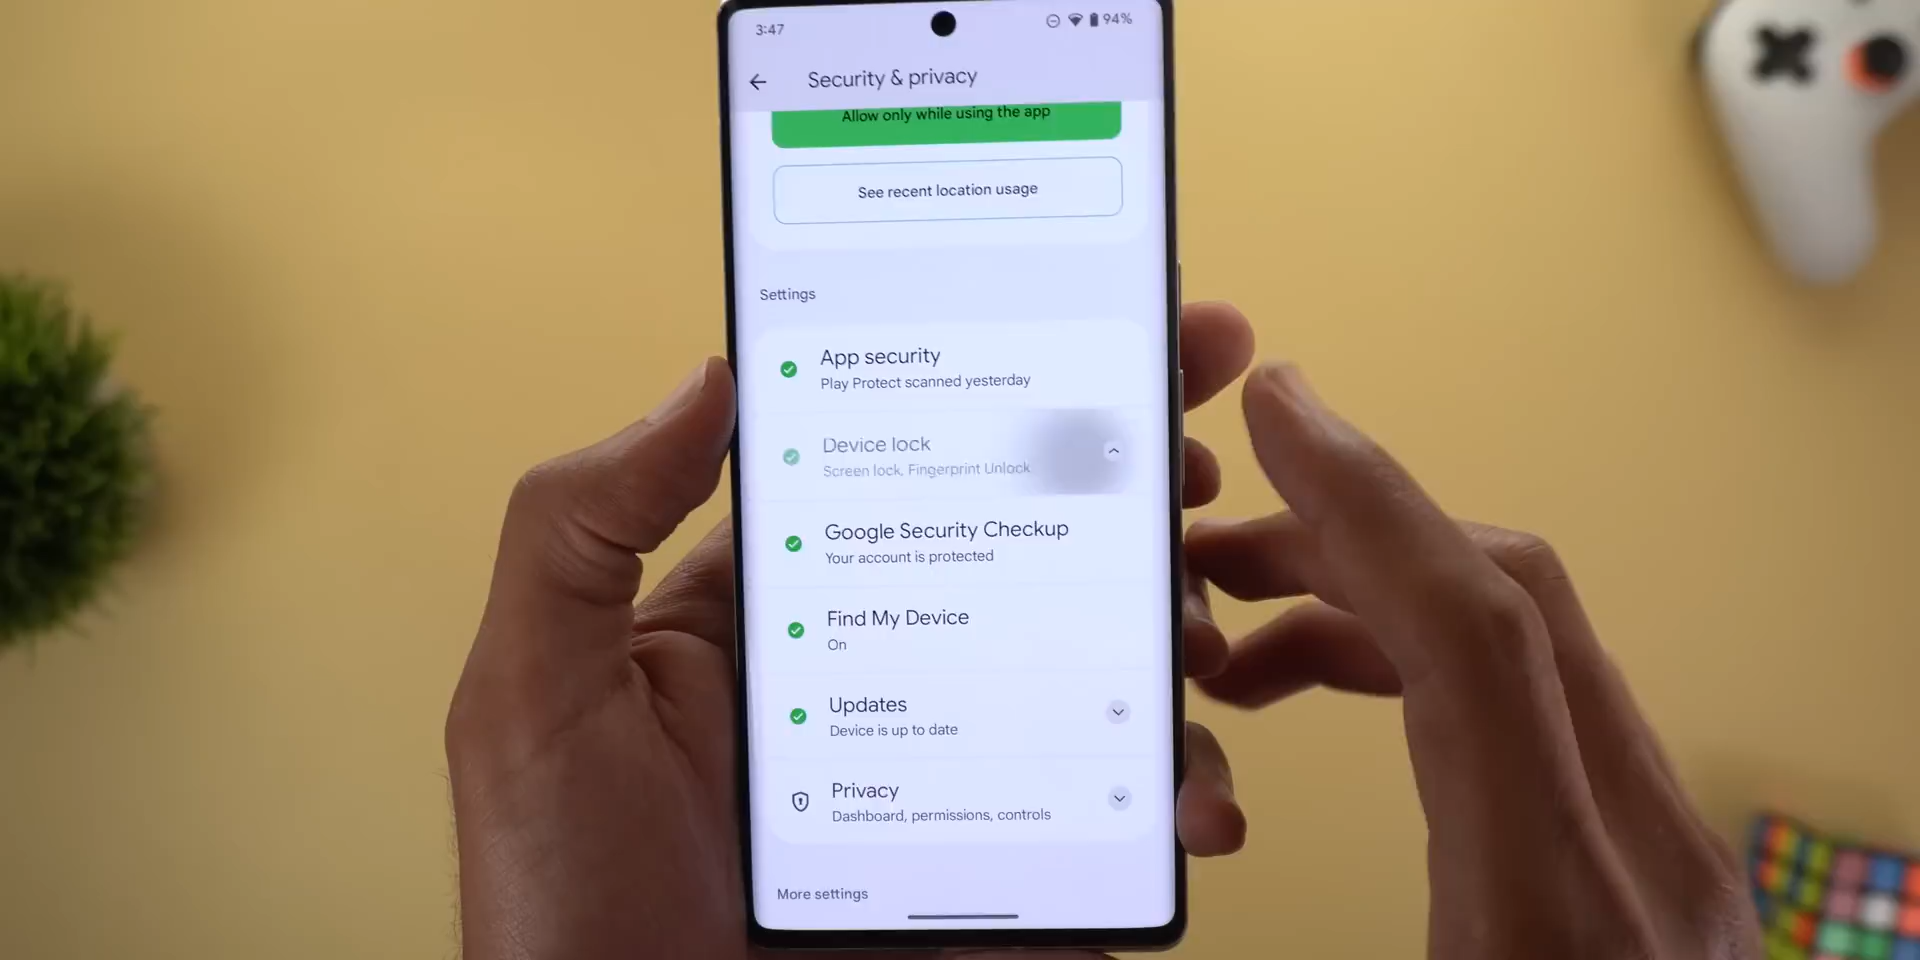 3:47
94%
Security & privacy
Allow only while using the app
See recent location usage
Settings
App security
Play Protect scanned yesterday
Device lock
Screen lock, Fingerprint Unlock
Google Security Checkup
Your account is protected
Find My Device
On
Updates
Device is up to date
Privacy
Dashboard, permissions, controls
More settings